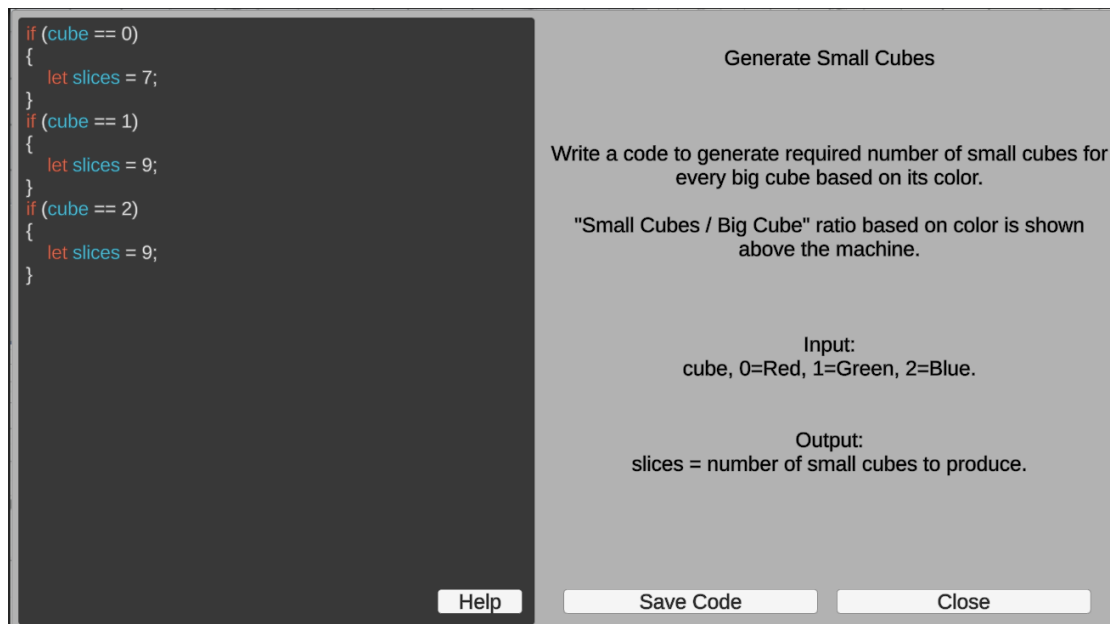 if (cube == 0)
{
let slices = 7;
}
if (cube == 1)
{
let slices = 9;
}
if (cube == 2)
{
let slices = 9;
}
Help
Generate Small Cubes
Write a code to generate required number of small cubes for
every big cube based on its color.
"Small Cubes / Big Cube" ratio based on color is shown
above the machine.
Input:
cube, 0=Red, 1=Green, 2=Blue.
Output:
slices = number of small cubes to produce.
Save Code
Close